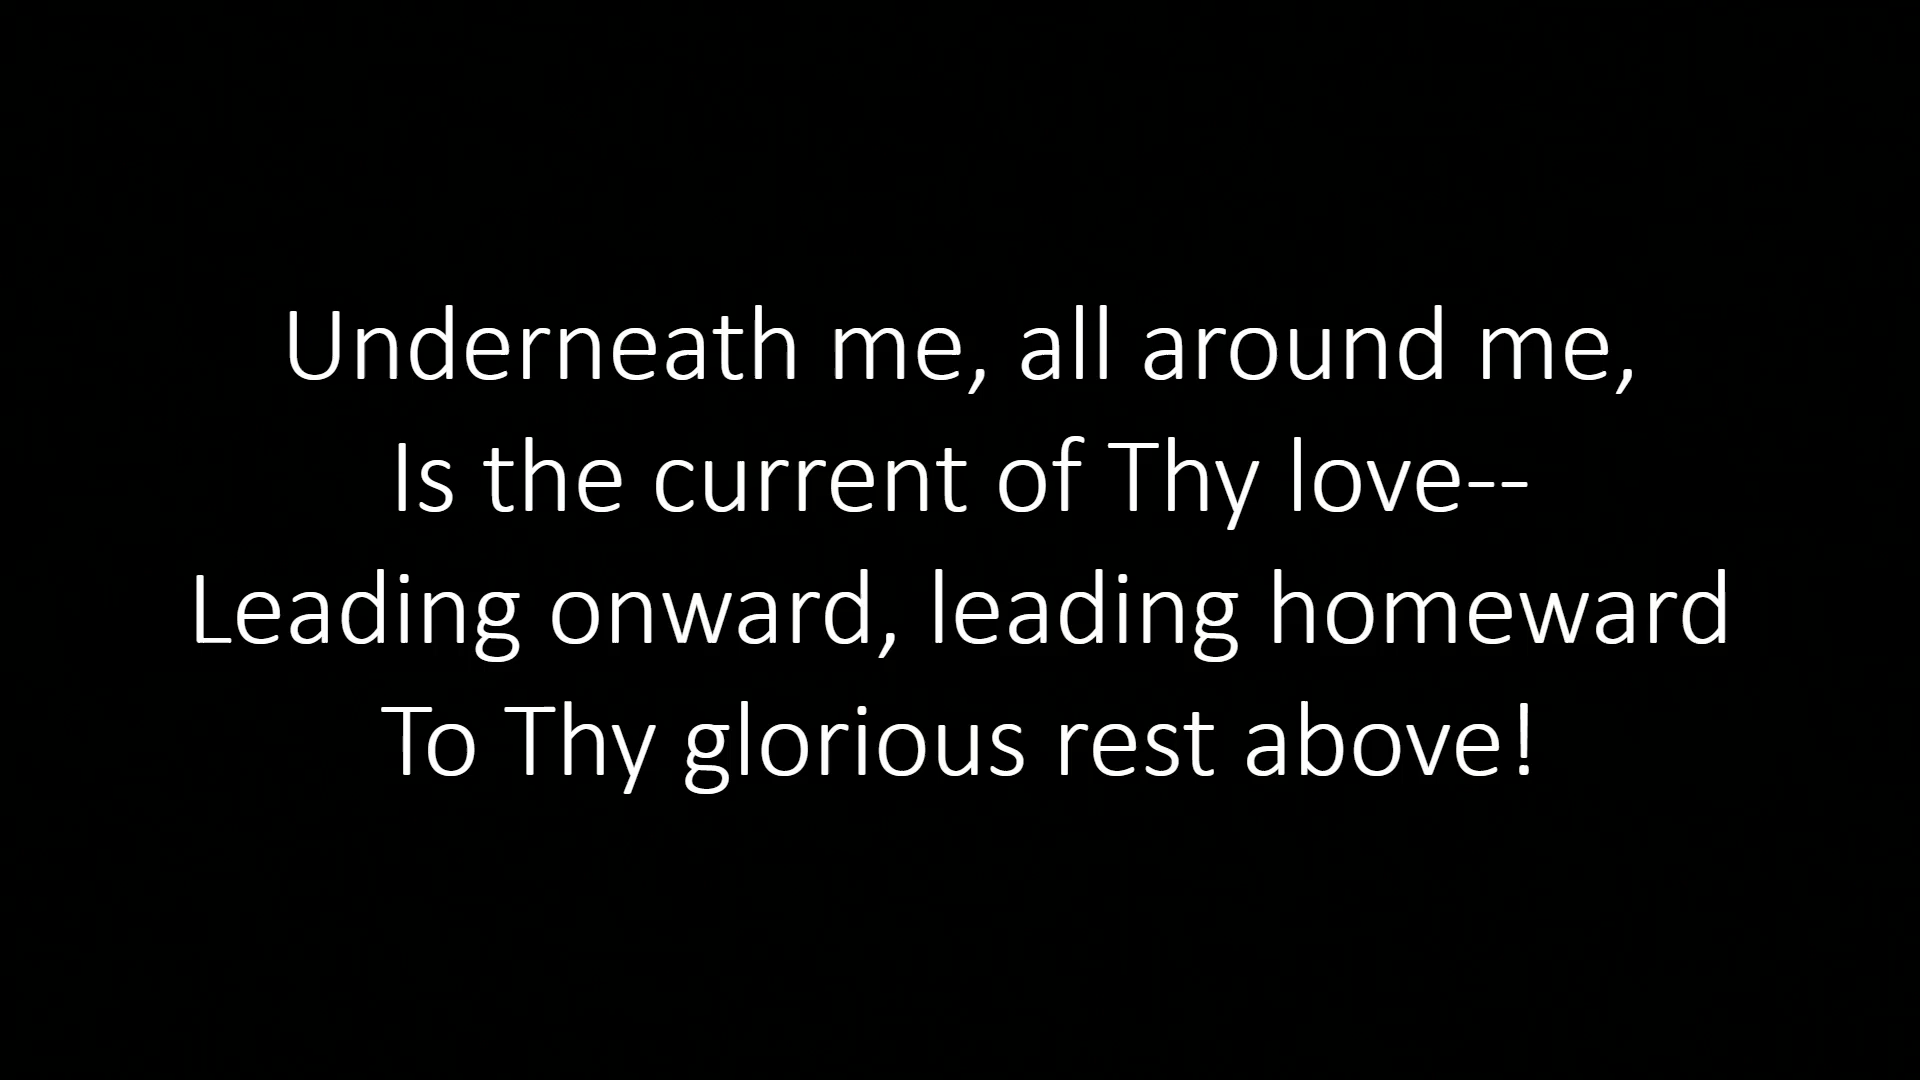 Underneath me, all around me,
Is the current of Thy love--
Leading onward, leading homeward
To Thy glorious rest above!